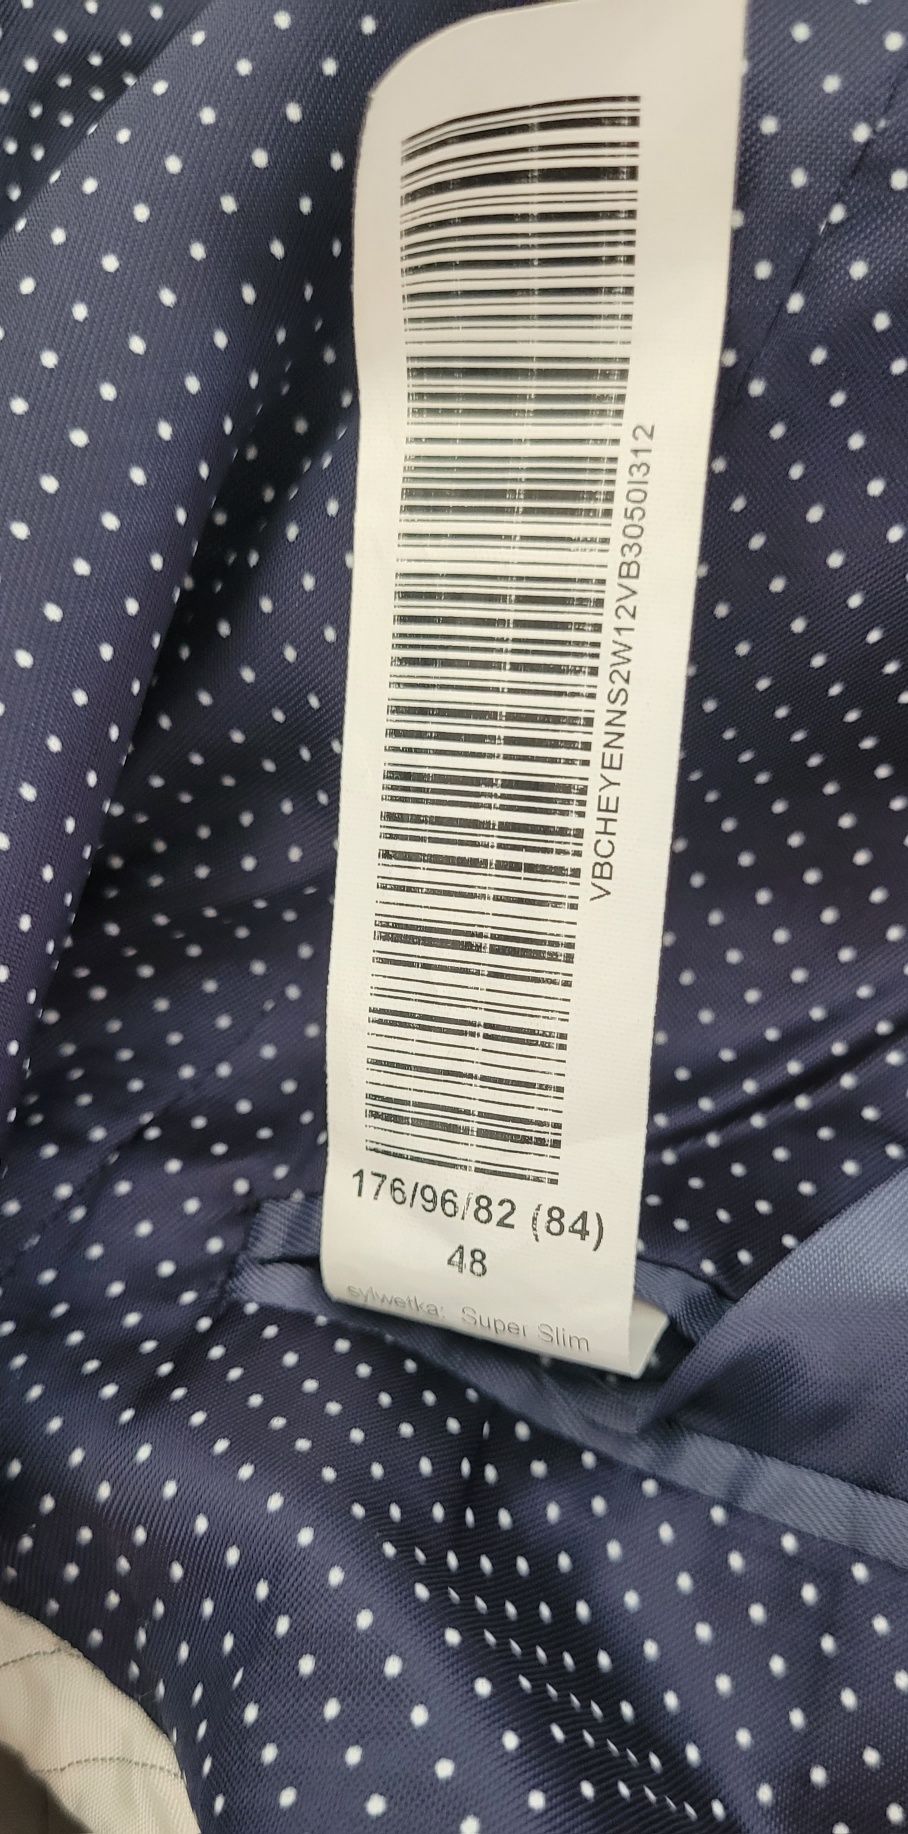 VBCHEYENNS2W12VB3050I312
176/96/82 (84)
48
sylwetka: Super Slim